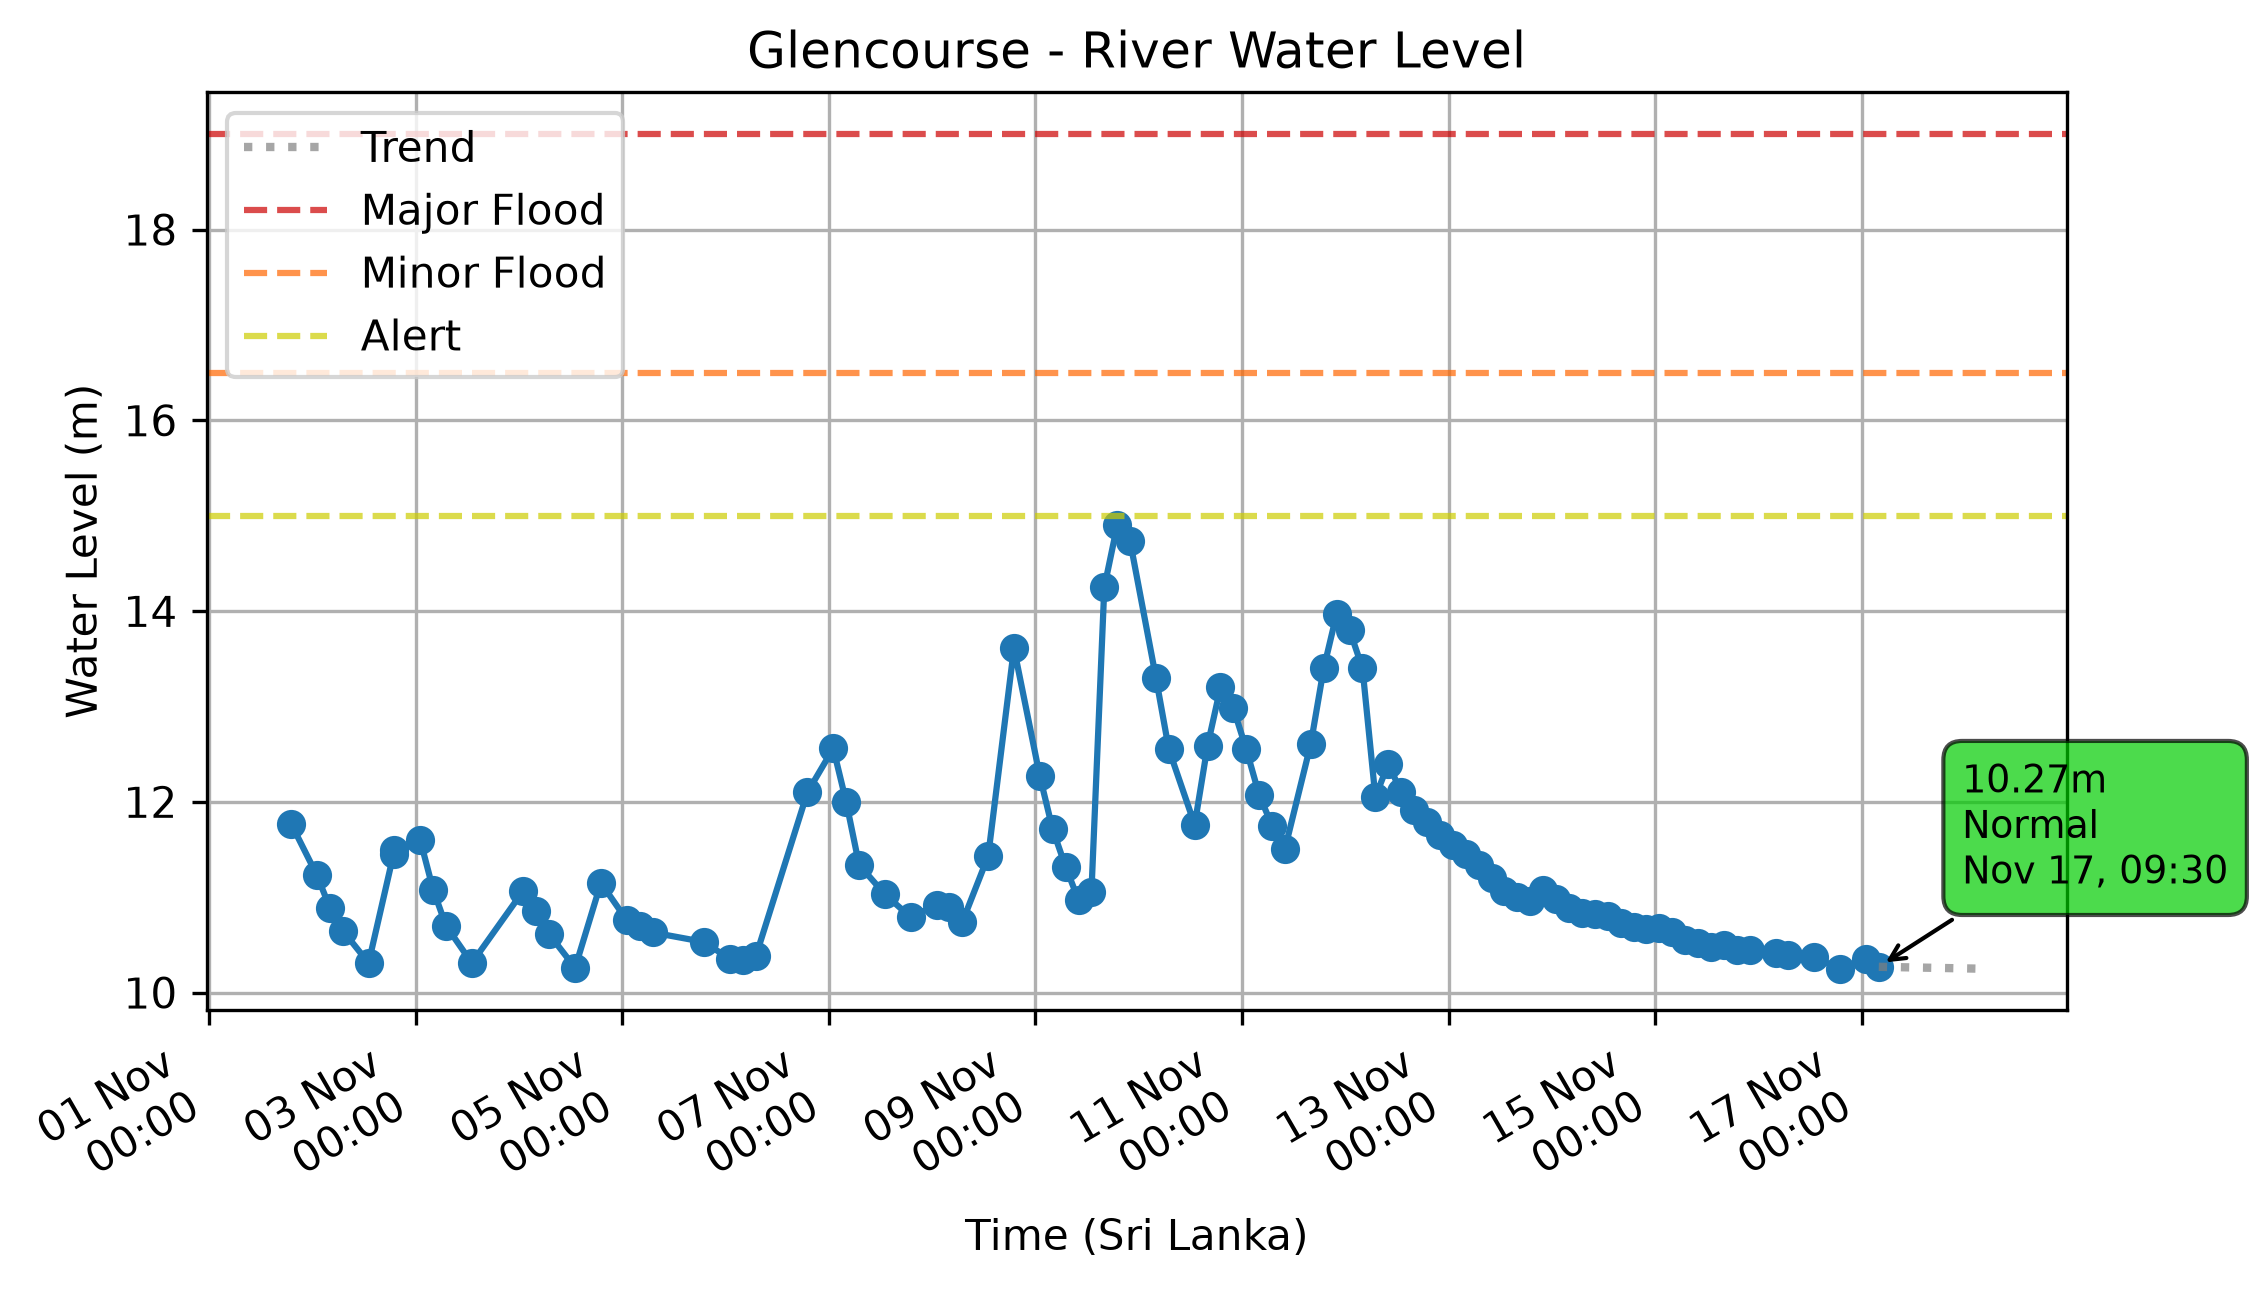 Glencourse - River Water Level
Trend
Major Flood
Minor Flood
Alert
Water Level (m)
18
16
14
12
10
10.27m
Normal
Nov 17, 09:30
01 Nov
00:00
03 Nov
00:00
05 Nov
00:00
07 Nov
00:00
09 Nov
00:00
11 Nov
00:00
13 Nov
00:00
15 Nov
00:00
17 Nov
00:00
Time (Sri Lanka)